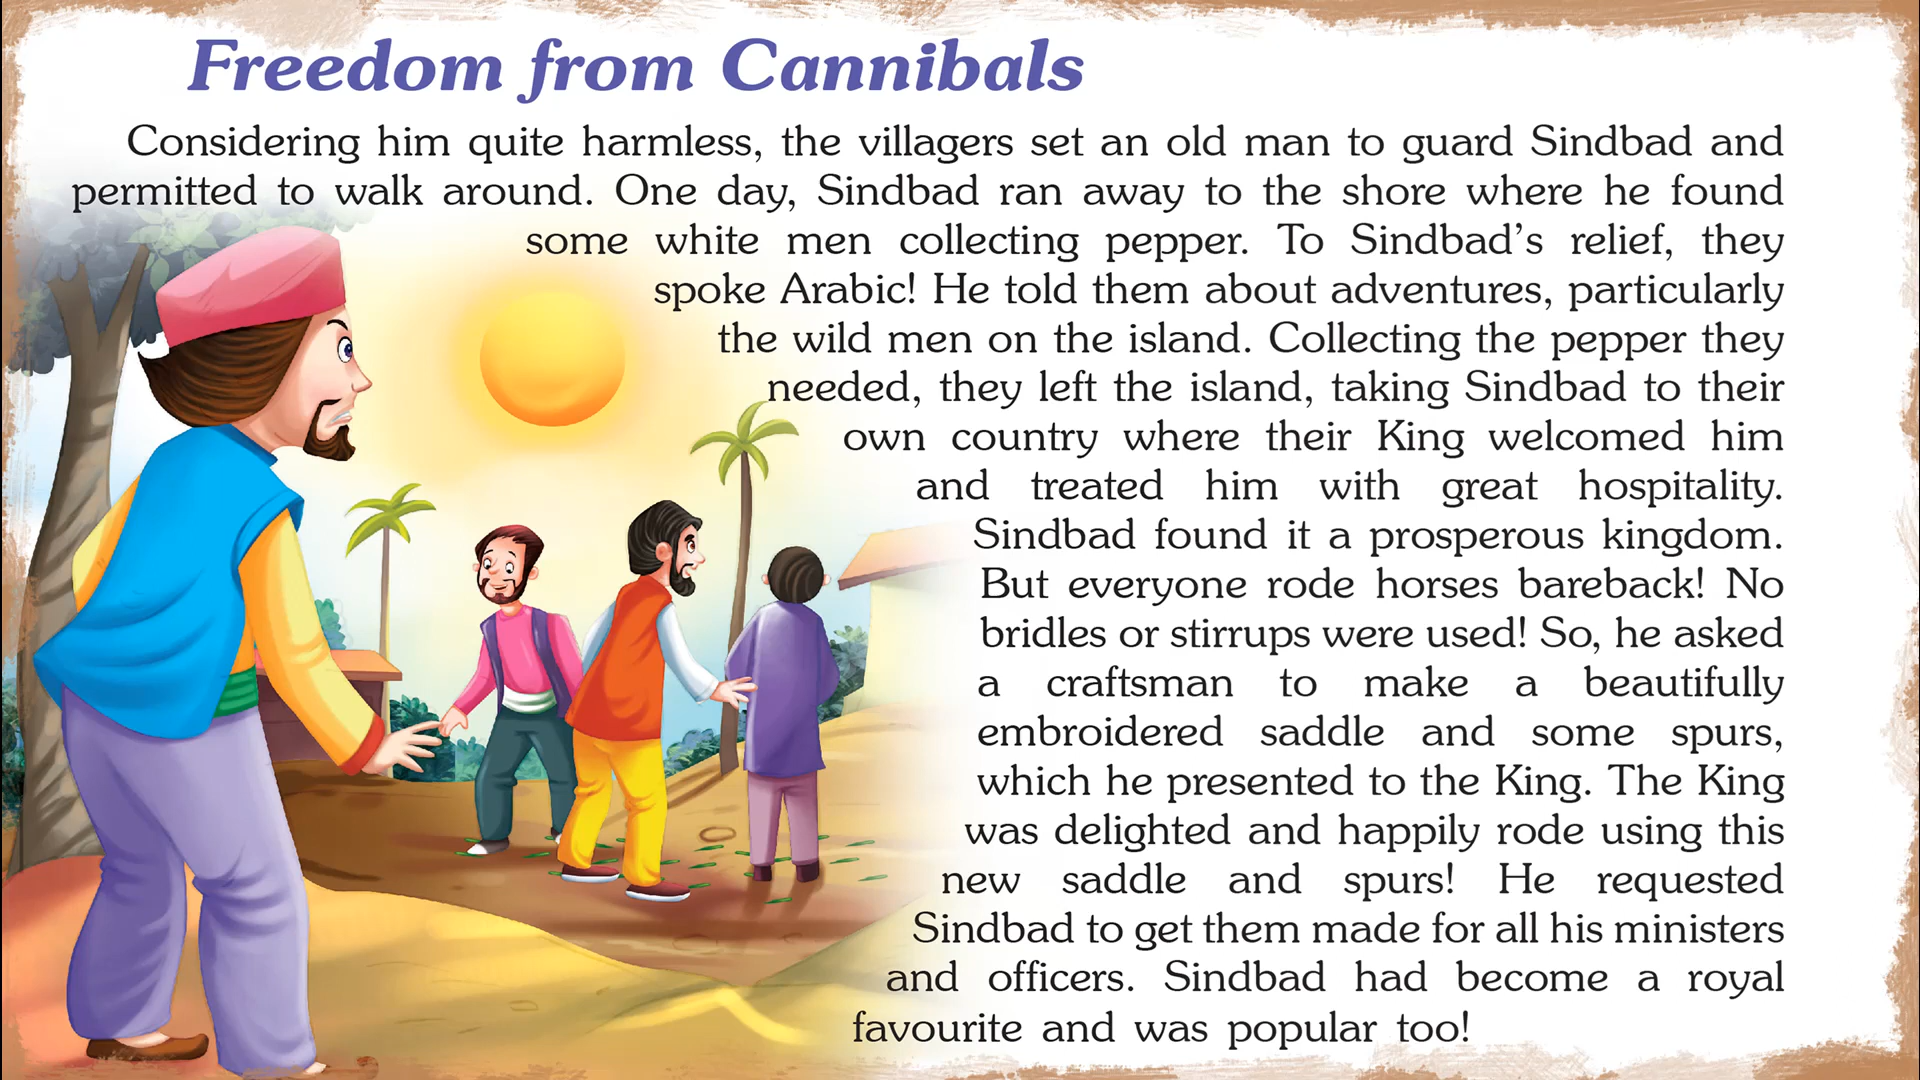 Freedom from Cannibals
Considering him quite harmless, the villagers set an old man to guard Sindbad and
permitted to walk around. One day, Sindbad ran away to the shore where he found
some white men collecting pepper. To Sindbad's relief, they
spoke Arabic! He told them about adventures, particularly
the wild men on the island. Collecting the pepper they
needed, they left the island, taking Sindbad to their
own country where their King welcomed him
and treated him with great hospitality.
Sindbad found it a prosperous kingdom.
But everyone rode horses bareback! No
bridles or stirrups were used! So, he asked
a craftsman to make a beautifully
embroidered saddle and some spurs,
which he presented to the King. The King
was delighted and happily rode using this
new saddle and spurs! He requested
Sindbad to get them made for all his ministers
and officers. Sindbad had become a royal
favourite and was popular too!